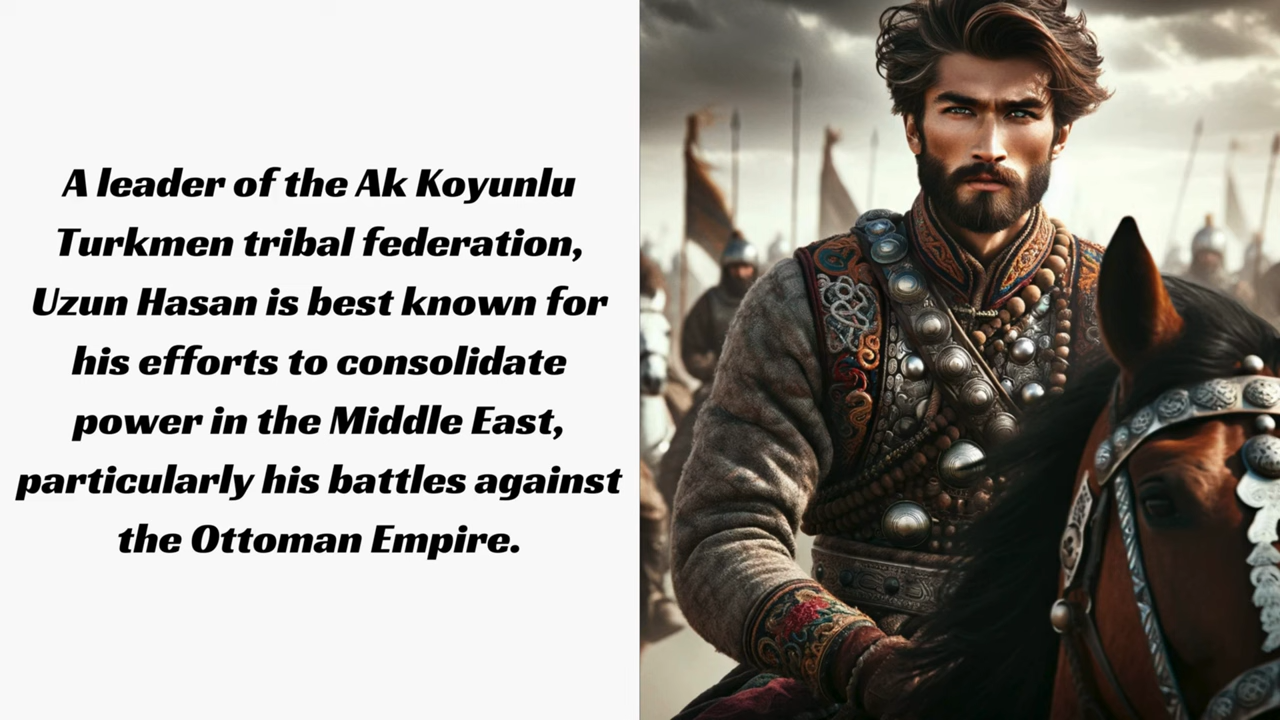 A leader of the Ak Koyunlu
Turkmen tribal federation,
Uzun Hasan is best known for
his efforts to consolidate
power in the Middle East,
particularly his battles against
the Ottoman Empire.